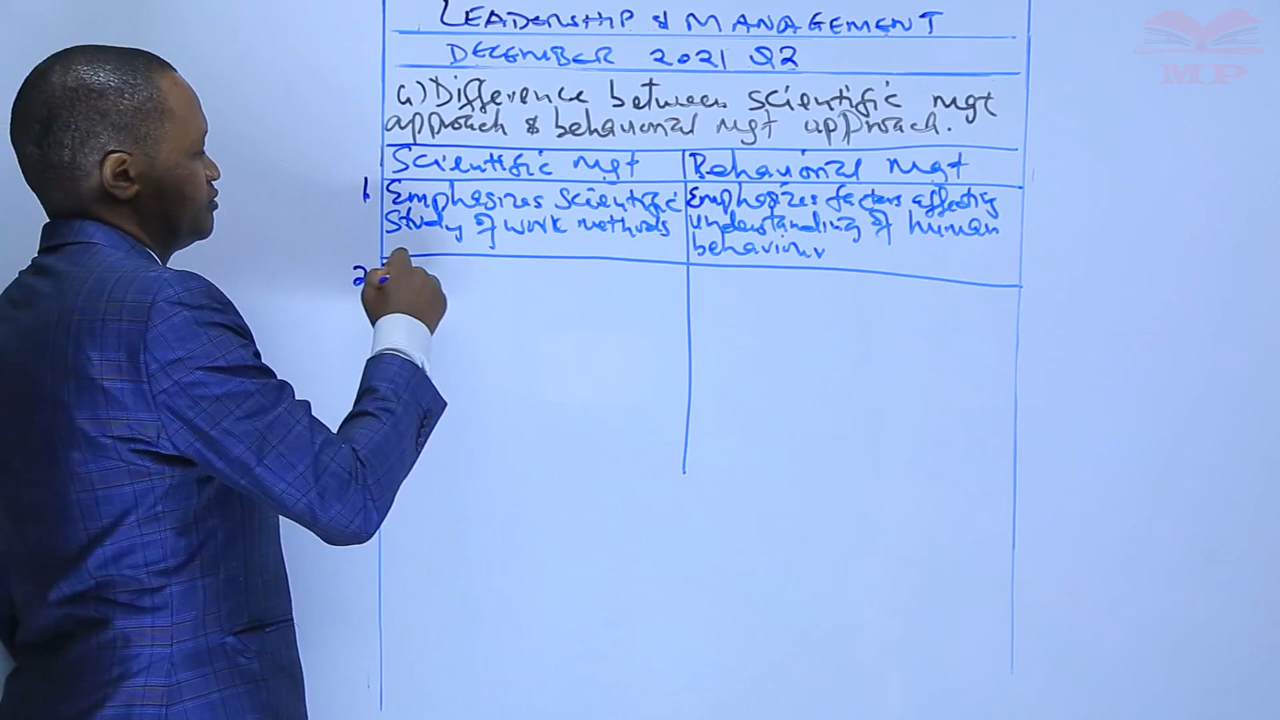 LEADERSHIP & MANAGEMENT
DECEMBER 2021 Q2
a) Difference between scientific mgt
approach & behavioral mgt approach.
Scientific mgt
Behavioral mgt
1. Emphasizes scientific
study of work methods
Emphasizes factors affecting
understanding of human
behaviour
2
MP